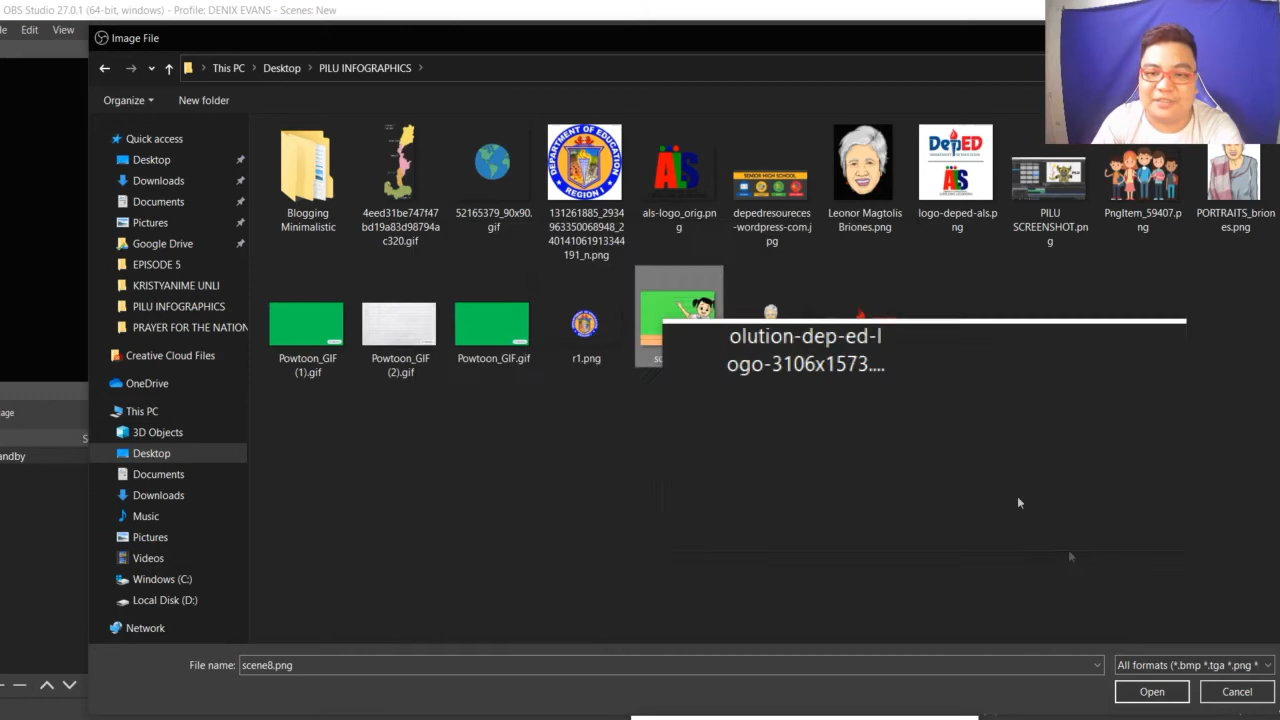 OBS Studio 27.0.1 (64-bit, windows) - Profile: DENIX EVANS - Scenes: New
Edit View
Image File
This PC > Desktop > PILU INFOGRAPHICS >
Organize New folder
Quick access
Desktop
Downloads
Documents
Pictures
Google Drive
EPISODE 5
KRISTYANIME UNLI
PILU INFOGRAPHICS
PRAYER FOR THE NATION
Creative Cloud Files
OneDrive
This PC
3D Objects
Desktop
Documents
Downloads
Music
Pictures
Videos
Windows (C:)
Local Disk (D:)
Network
DEPARTMENT OF EDUCATION
REGION I
ALS
SENIOR HIGH SCHOOL
DepED
ALS
Blogging
Minimalistic
4eed31be747f47
bd19a83d98794a
c320.gif
52165379_90x90.
gif
131261885_2934
963350068948_2
40141061913344
191_n.png
als-logo_orig.pn
g
depedresources
-wordpress-com.j
pg
Leonor Magtolis
Briones.png
logo-deped-als.p
ng
PILU
SCREENSHOT.pn
g
PngItem_59407.p
ng
PORTRAITS_brion
es.png
Powtoon_GIF
(1).gif
Powtoon_GIF
(2).gif
Powtoon_GIF.gif
r1.png
olution-dep-ed-l
ogo-3106x1573....
age
andby
File name: scene8.png
All formats (*.bmp *.tga *.png *
Open
Cancel